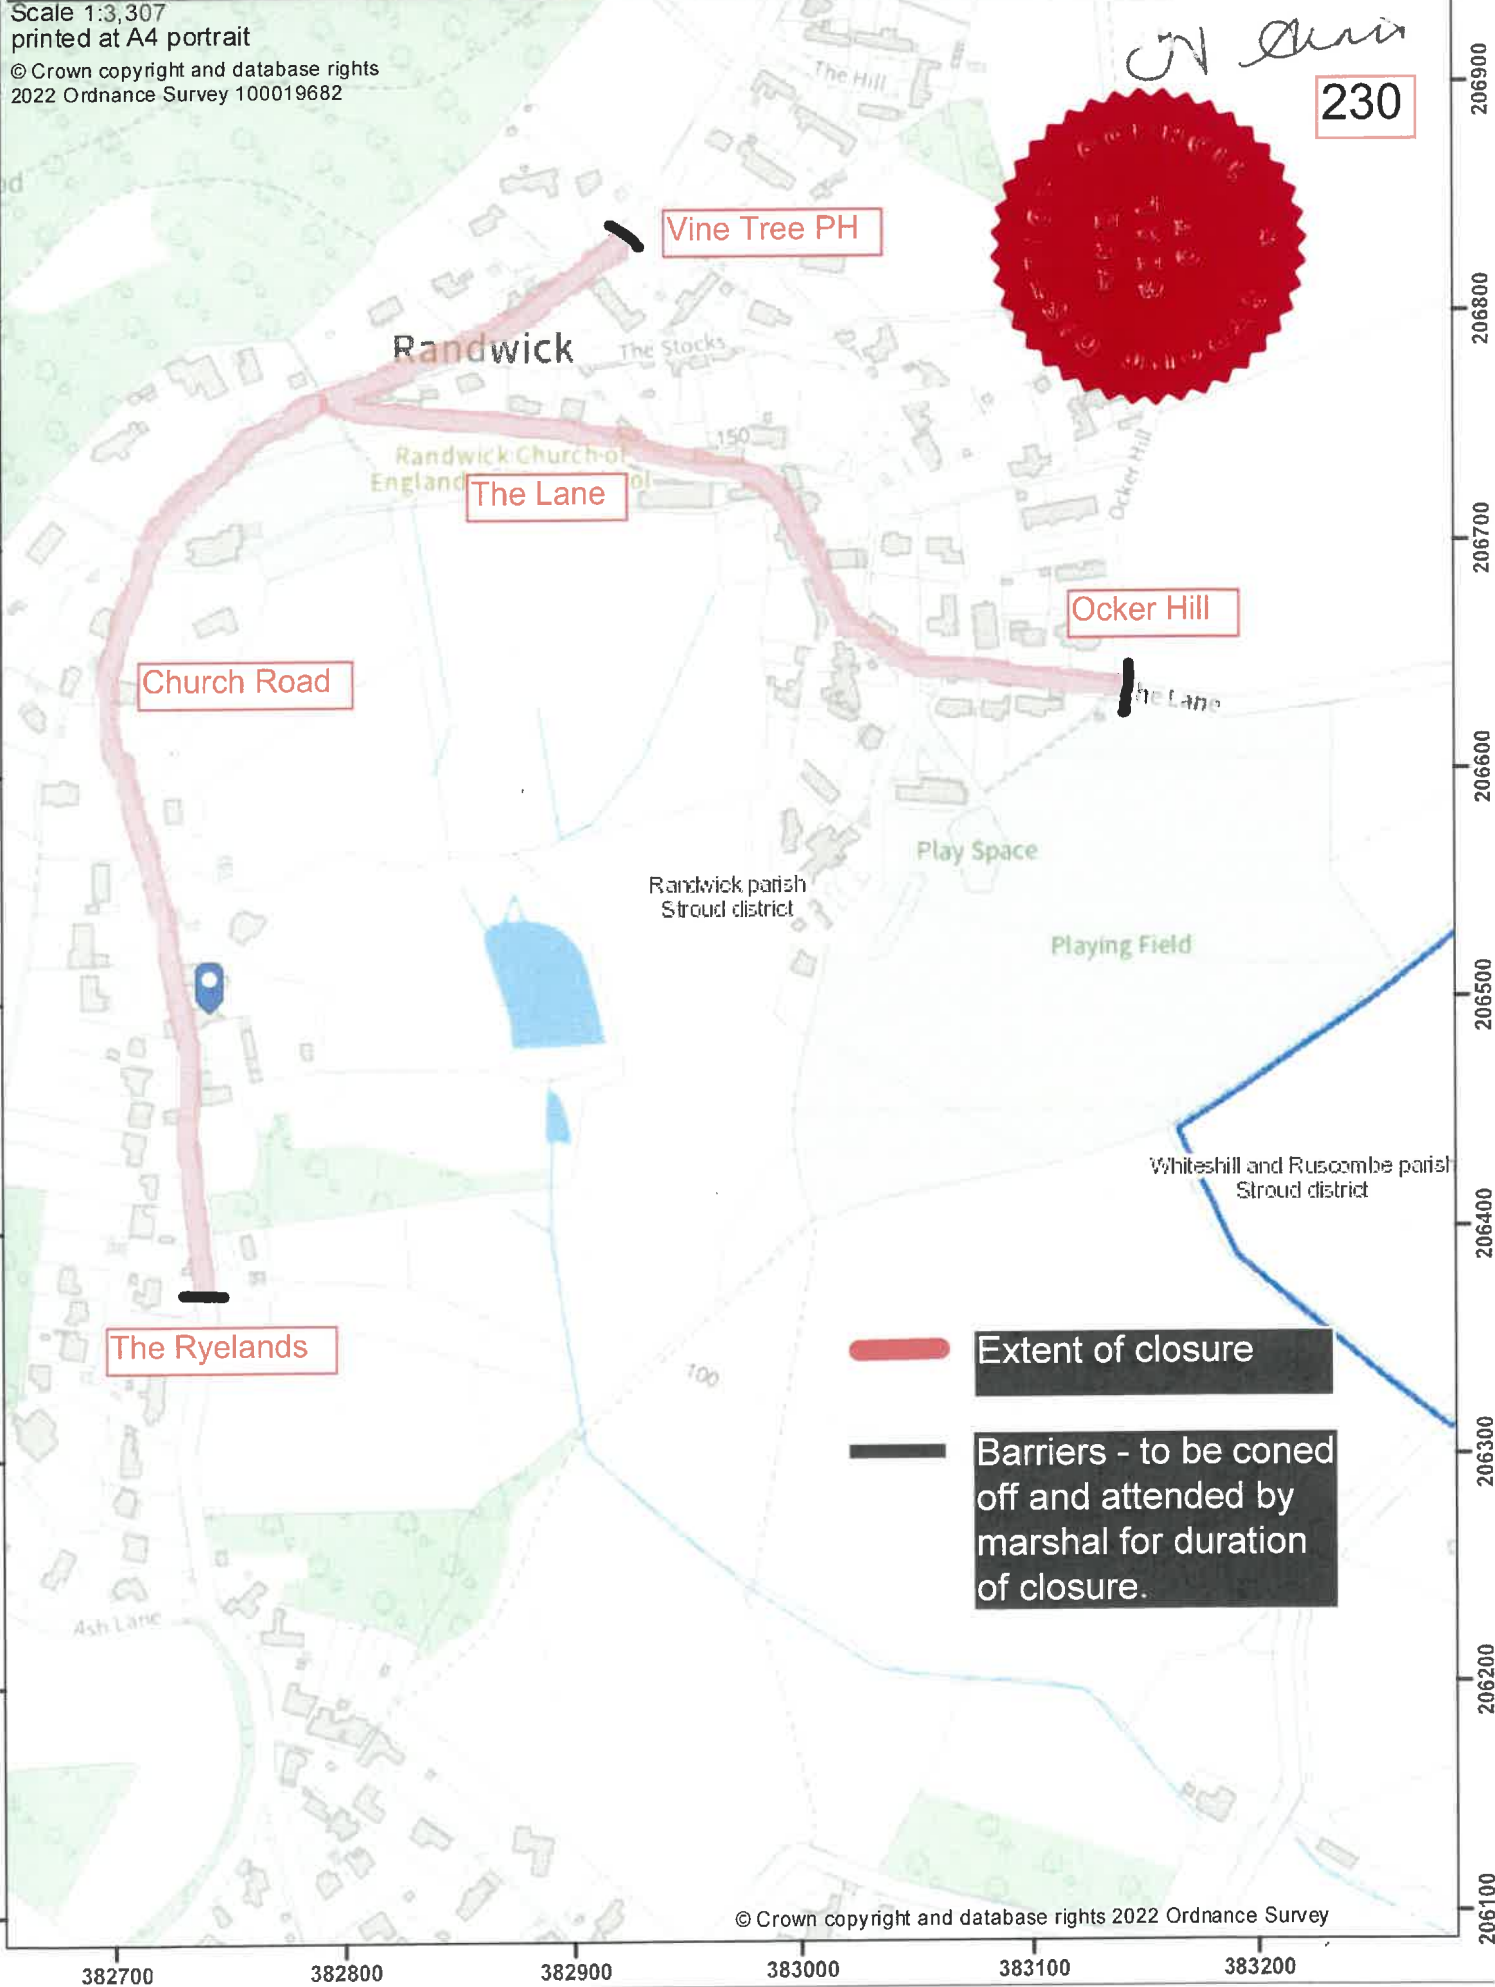 Scale 1:3,307
printed at A4 portrait
© Crown copyright and database rights
2022 Ordnance Survey 100019682
230
The Hill
Vine Tree PH
Randwick
The Stocks
150
Randwick Church of
England
The Lane
Ocker Hill
Ocker Hill
he Lane
Church Road
Play Space
Randwick parish
Stroud district
Playing Field
Whiteshill and Ruscombe parish
Stroud district
The Ryelands
100
Extent of closure
Barriers - to be coned
off and attended by
marshal for duration
of closure.
Ash Lane
© Crown copyright and database rights 2022 Ordnance Survey
206900
206800
206700
206600
206500
206400
206300
206200
206100
382700
382800
382900
383000
383100
383200